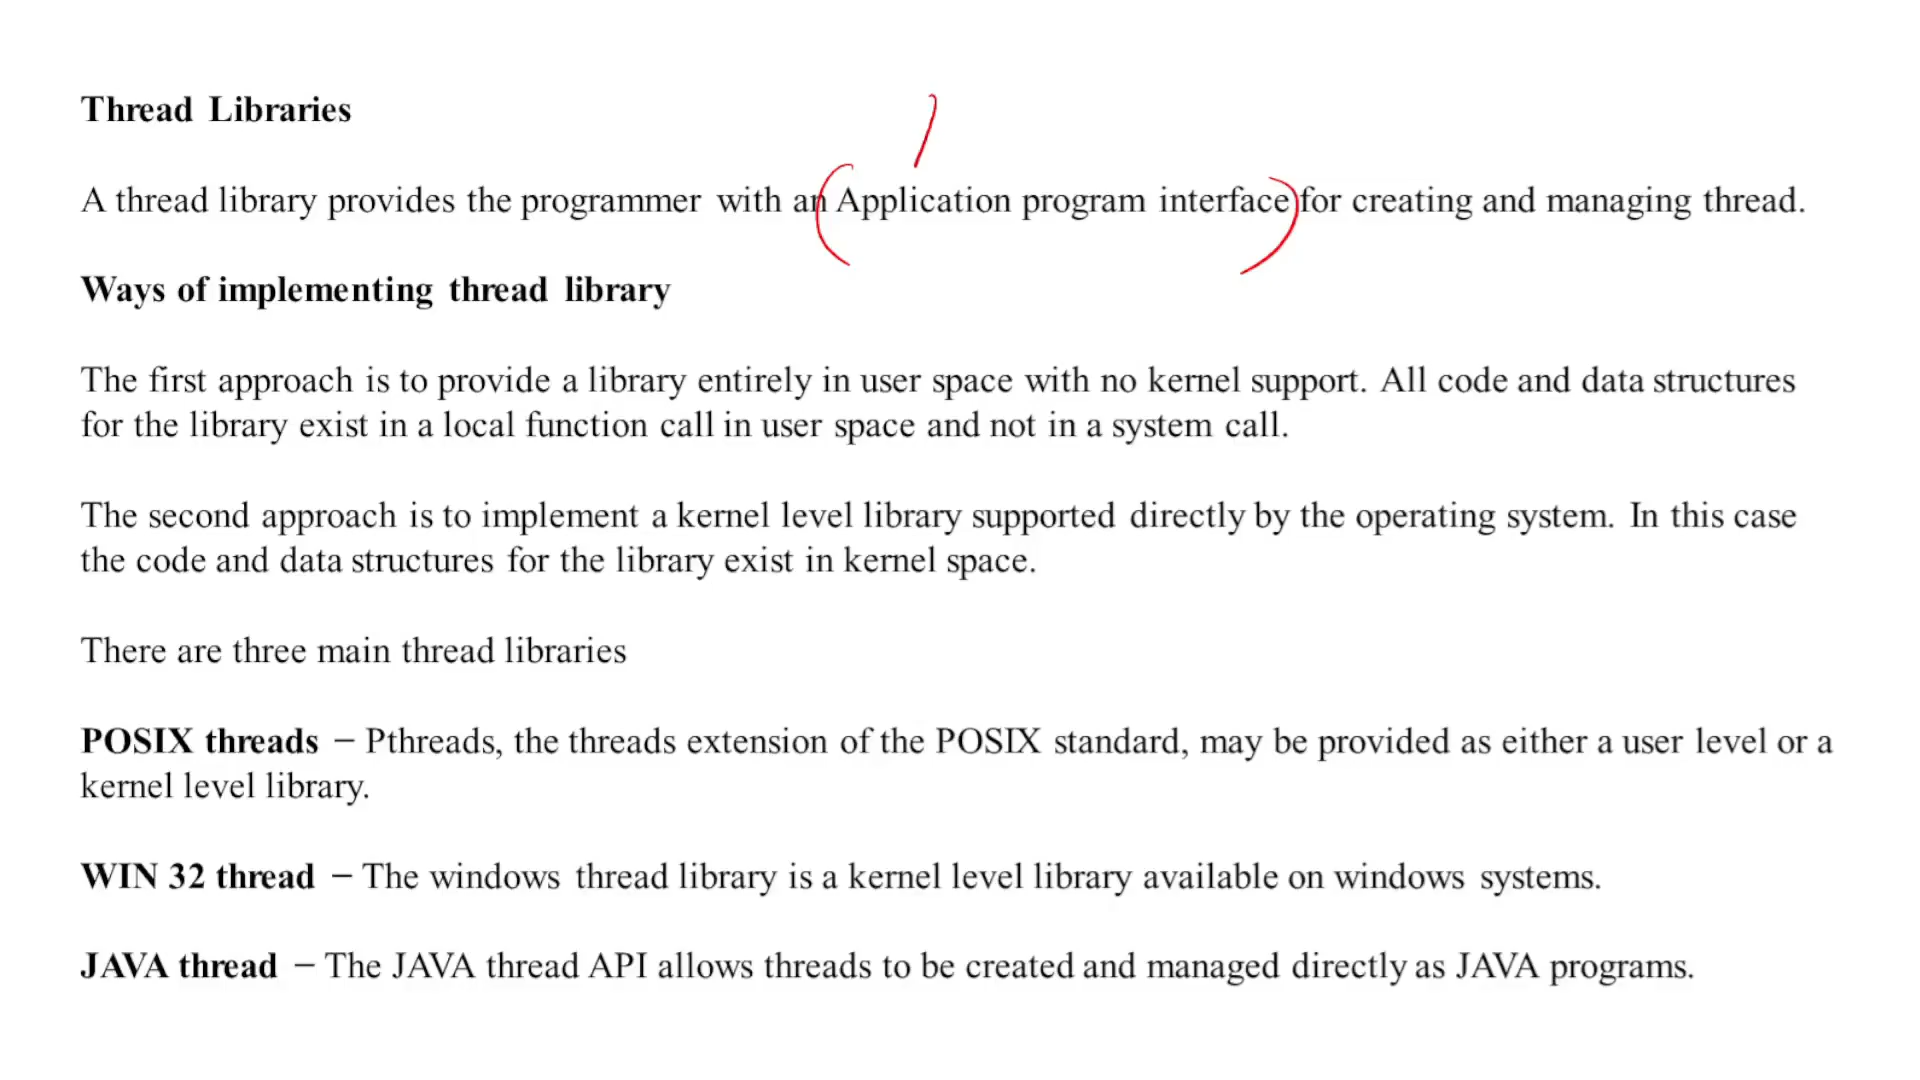 Thread Libraries
A thread library provides the programmer with an Application program interface for creating and managing thread.
Ways of implementing thread library
The first approach is to provide a library entirely in user space with no kernel support. All code and data structures
for the library exist in a local function call in user space and not in a system call.
The second approach is to implement a kernel level library supported directly by the operating system. In this case
the code and data structures for the library exist in kernel space.
There are three main thread libraries
POSIX threads – Pthreads, the threads extension of the POSIX standard, may be provided as either a user level or a
kernel level library.
WIN 32 thread – The windows thread library is a kernel level library available on windows systems.
JAVA thread – The JAVA thread API allows threads to be created and managed directly as JAVA programs.